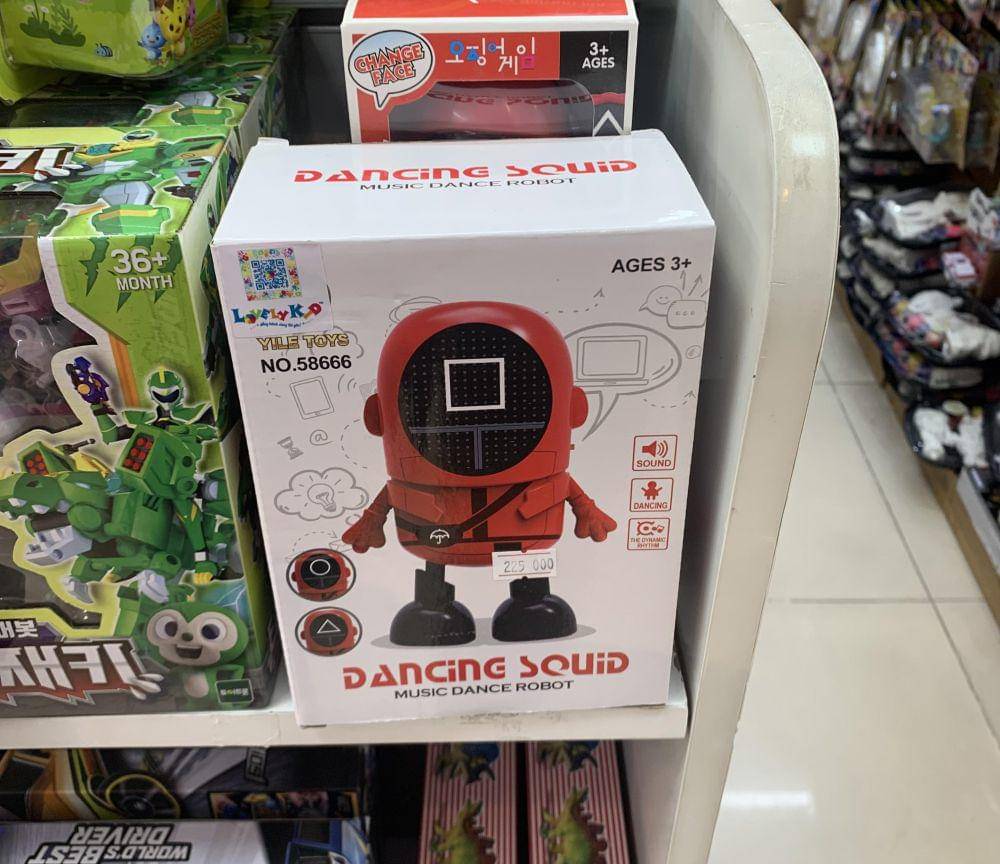 CHANGE
FACE
오징어게임
3+
AGES
DANCING SQUID
MUSIC DANCE ROBOT
36+
MONTH
LOVELY KID
YILE TOYS
NO.58666
AGES 3+
SOUND
DANCING
THE DYNAMIC
RHYTHM
@
225 000
DANCING SQUID
MUSIC DANCE ROBOT
WORLD'S BEST
DRIVER